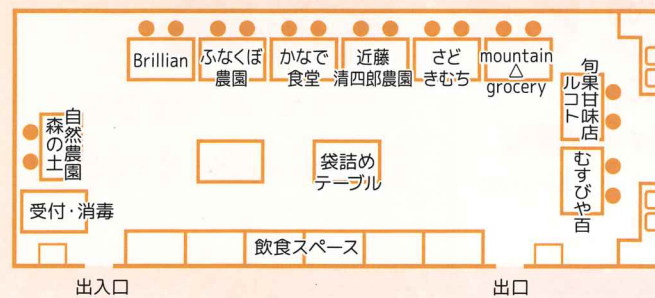 Brillian
ふなくぼ
農園
かなで
食堂
近藤
清四郎農園
さど
きむち
mountain
△
grocery
旬果甘味店
ルコト
むすびや百
自然農園
森の土
袋詰め
テーブル
受付・消毒
飲食スペース
出入口
出口